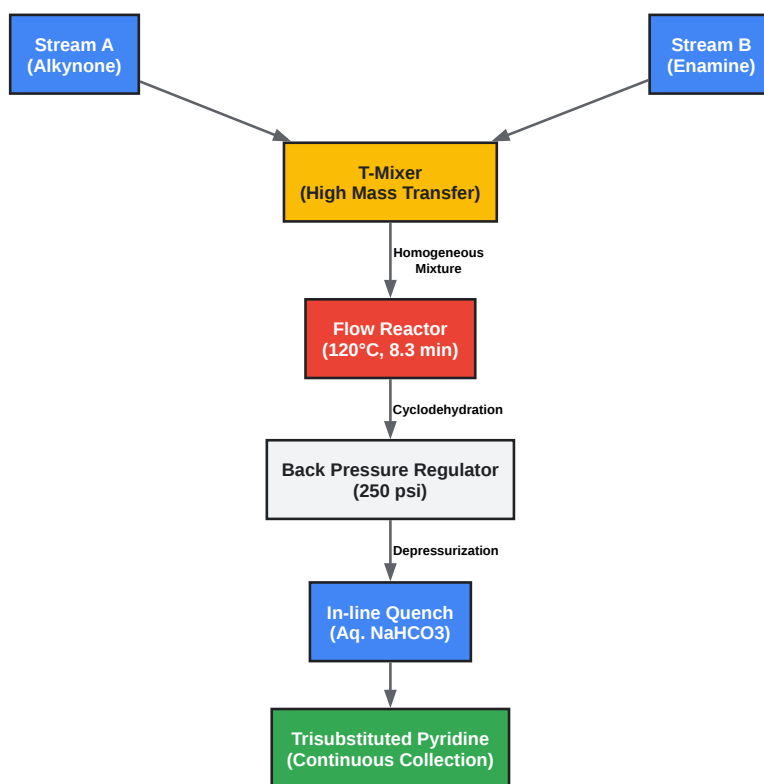 Stream A
(Alkynone)
Stream B
(Enamine)
T-Mixer
(High Mass Transfer)
Homogeneous
Mixture
Flow Reactor
(120°C, 8.3 min)
Cyclodehydration
Back Pressure Regulator
(250 psi)
Depressurization
In-line Quench
(Aq. NaHCO3)
Trisubstituted Pyridine
(Continuous Collection)